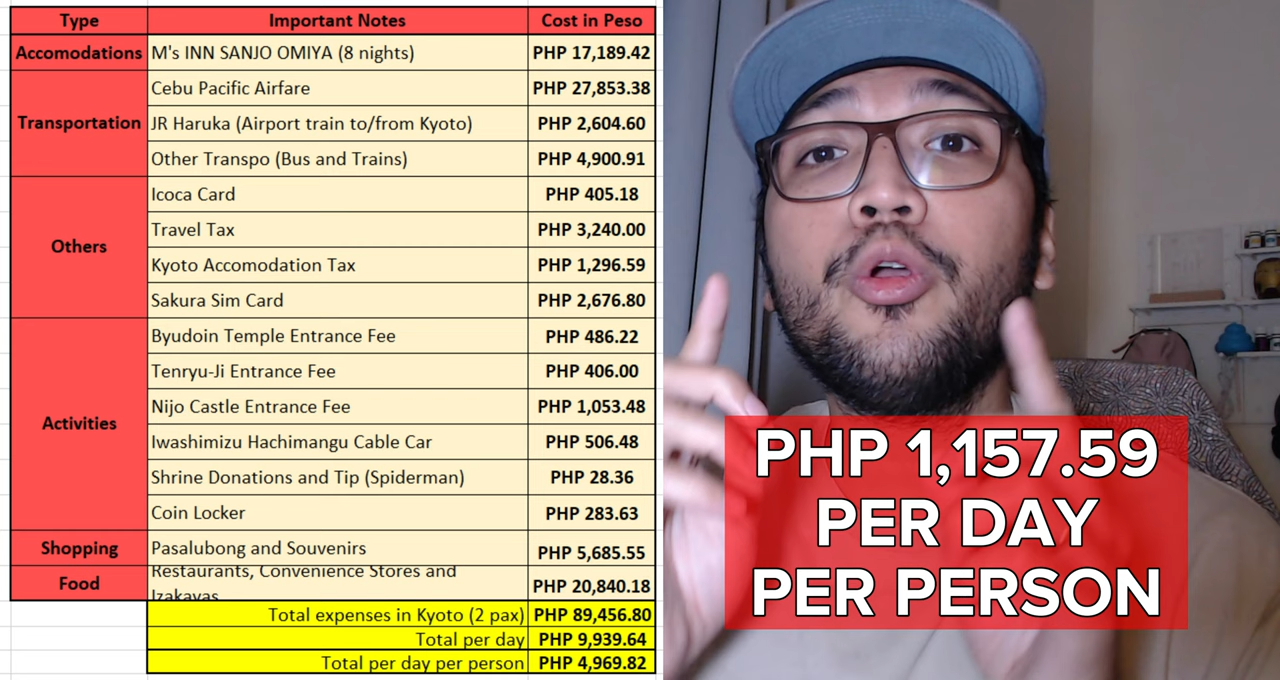 Type Important Notes Cost in Peso
Accomodations M's INN SANJO OMIYA (8 nights) PHP 17,189.42
Transportation
Cebu Pacific Airfare PHP 27,853.38
JR Haruka (Airport train to/from Kyoto) PHP 2,604.60
Other Transpo (Bus and Trains) PHP 4,900.91
Others
Icoca Card PHP 405.18
Travel Tax PHP 3,240.00
Kyoto Accomodation Tax PHP 1,296.59
Sakura Sim Card PHP 2,676.80
Activities
Byudoin Temple Entrance Fee PHP 486.22
Tenryu-Ji Entrance Fee PHP 406.00
Nijo Castle Entrance Fee PHP 1,053.48
Iwashimizu Hachimangu Cable Car PHP 506.48
Shrine Donations and Tip (Spiderman) PHP 28.36
Coin Locker PHP 283.63
Shopping Pasalubong and Souvenirs PHP 5,685.55
Food Restaurants, Convenience Stores and
Izakayas PHP 20,840.18
Total expenses in Kyoto (2 pax) PHP 89,456.80
Total per day PHP 9,939.64
Total per day per person PHP 4,969.82
PHP 1,157.59
PER DAY
PER PERSON